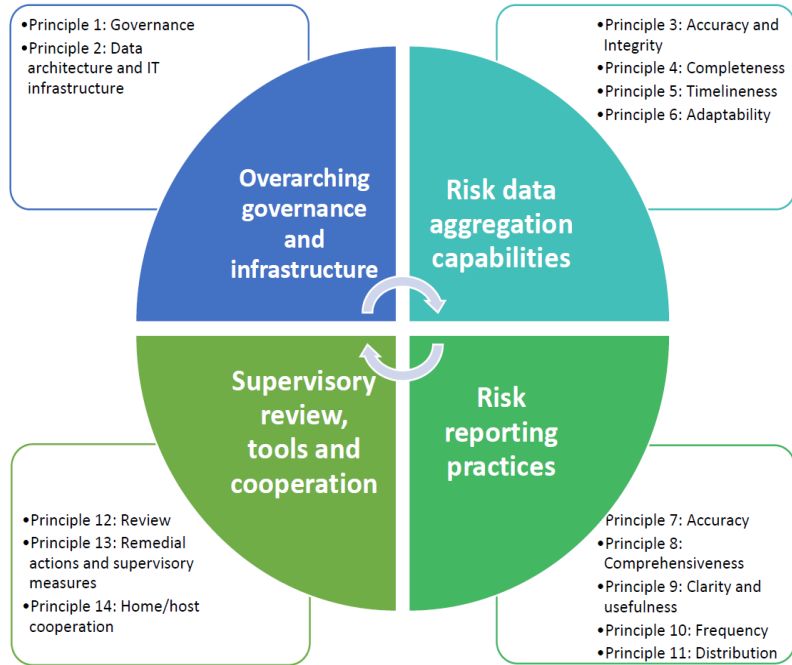 •Principle 1: Governance
•Principle 2: Data
architecture and IT
infrastructure
•Principle 3: Accuracy and
Integrity
•Principle 4: Completeness
•Principle 5: Timelineness
•Principle 6: Adaptability
Overarching
governance
and
infrastructure
Risk data
aggregation
capabilities
Supervisory
review,
tools and
cooperation
Risk
reporting
practices
•Principle 12: Review
•Principle 13: Remedial
actions and supervisory
measures
•Principle 14: Home/host
cooperation
Principle 7: Accuracy
•Principle 8:
Comprehensiveness
•Principle 9: Clarity and
usefulness
•Principle 10: Frequency
•Principle 11: Distribution